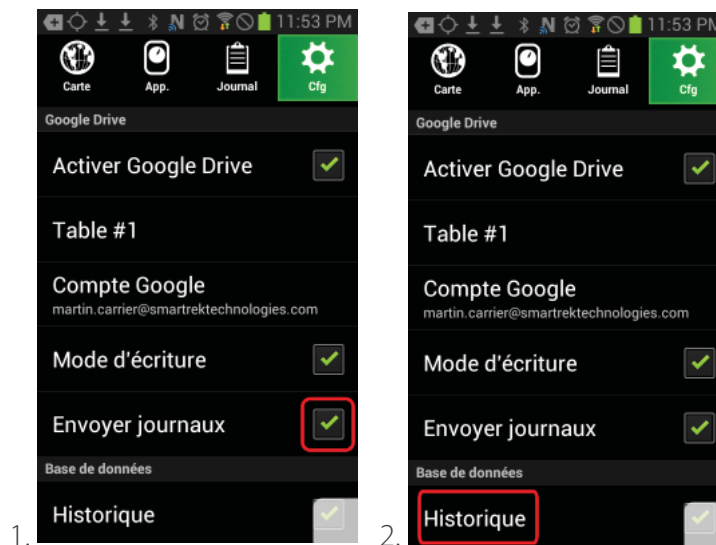 11:53 PM
Carte App. Journal Cfg
Google Drive
Activer Google Drive
Table #1
Compte Google
martin.carrier@smartrektechnologies.com
Mode d'écriture
Envoyer journaux
Base de données
Historique
1.
11:53 PM
Carte App. Journal Cfg
Google Drive
Activer Google Drive
Table #1
Compte Google
martin.carrier@smartrektechnologies.com
Mode d'écriture
Envoyer journaux
Base de données
Historique
2.